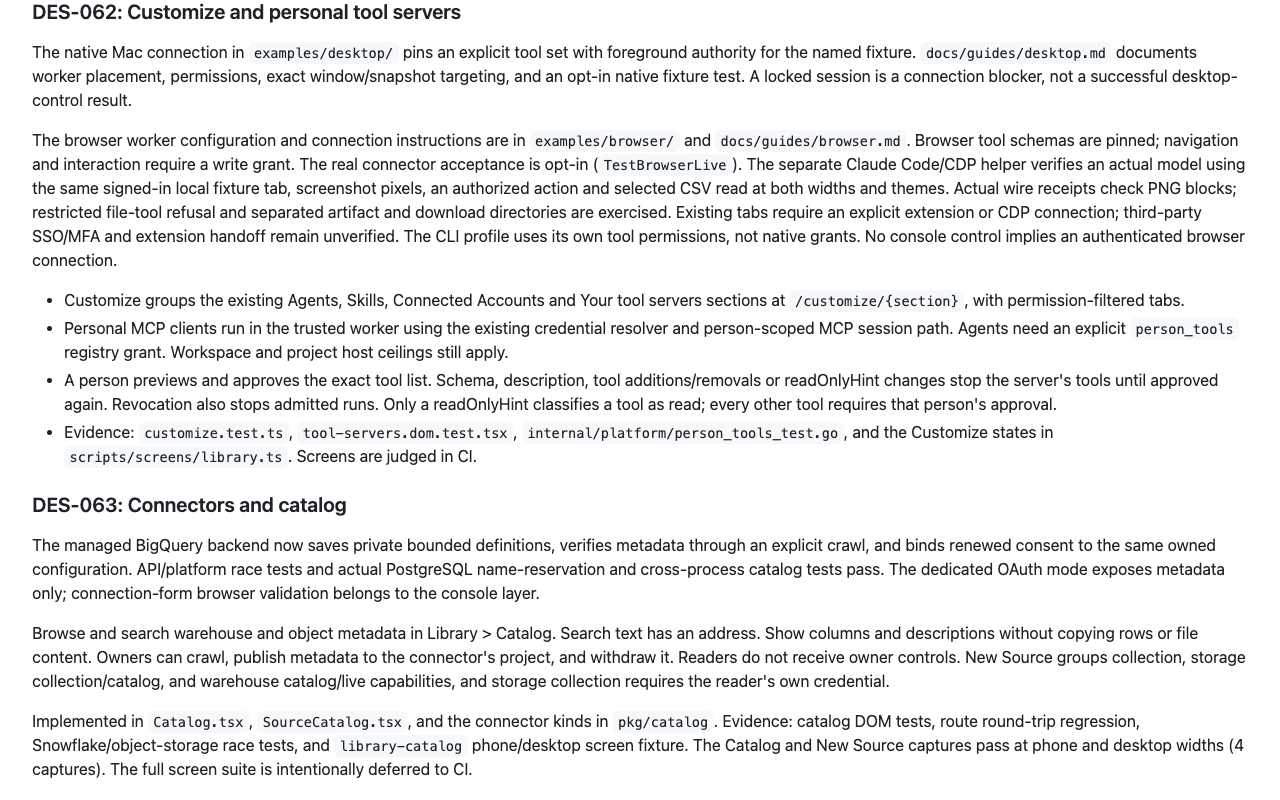 DES-062: Customize and personal tool servers
The native Mac connection in examples/desktop/ pins an explicit tool set with foreground authority for the named fixture. docs/guides/desktop.md documents
worker placement, permissions, exact window/snapshot targeting, and an opt-in native fixture test. A locked session is a connection blocker, not a successful desktop-
control result.
The browser worker configuration and connection instructions are in examples/browser/ and docs/guides/browser.md . Browser tool schemas are pinned; navigation
and interaction require a write grant. The real connector acceptance is opt-in ( TestBrowserLive ). The separate Claude Code/CDP helper verifies an actual model using
the same signed-in local fixture tab, screenshot pixels, an authorized action and selected CSV read at both widths and themes. Actual wire receipts check PNG blocks;
restricted file-tool refusal and separated artifact and download directories are exercised. Existing tabs require an explicit extension or CDP connection; third-party
SSO/MFA and extension handoff remain unverified. The CLI profile uses its own tool permissions, not native grants. No console control implies an authenticated browser
connection.
• Customize groups the existing Agents, Skills, Connected Accounts and Your tool servers sections at /customize/{section} , with permission-filtered tabs.
• Personal MCP clients run in the trusted worker using the existing credential resolver and person-scoped MCP session path. Agents need an explicit person_tools
registry grant. Workspace and project host ceilings still apply.
• A person previews and approves the exact tool list. Schema, description, tool additions/removals or readOnlyHint changes stop the server's tools until approved
again. Revocation also stops admitted runs. Only a readOnlyHint classifies a tool as read; every other tool requires that person's approval.
• Evidence: customize.test.ts , tool-servers.dom.test.tsx , internal/platform/person_tools_test.go , and the Customize states in
scripts/screens/library.ts . Screens are judged in CI.
DES-063: Connectors and catalog
The managed BigQuery backend now saves private bounded definitions, verifies metadata through an explicit crawl, and binds renewed consent to the same owned
configuration. API/platform race tests and actual PostgreSQL name-reservation and cross-process catalog tests pass. The dedicated OAuth mode exposes metadata
only; connection-form browser validation belongs to the console layer.
Browse and search warehouse and object metadata in Library > Catalog. Search text has an address. Show columns and descriptions without copying rows or file
content. Owners can crawl, publish metadata to the connector's project, and withdraw it. Readers do not receive owner controls. New Source groups collection, storage
collection/catalog, and warehouse catalog/live capabilities, and storage collection requires the reader's own credential.
Implemented in Catalog.tsx , SourceCatalog.tsx , and the connector kinds in pkg/catalog . Evidence: catalog DOM tests, route round-trip regression,
Snowflake/object-storage race tests, and library-catalog phone/desktop screen fixture. The Catalog and New Source captures pass at phone and desktop widths (4
captures). The full screen suite is intentionally deferred to CI.